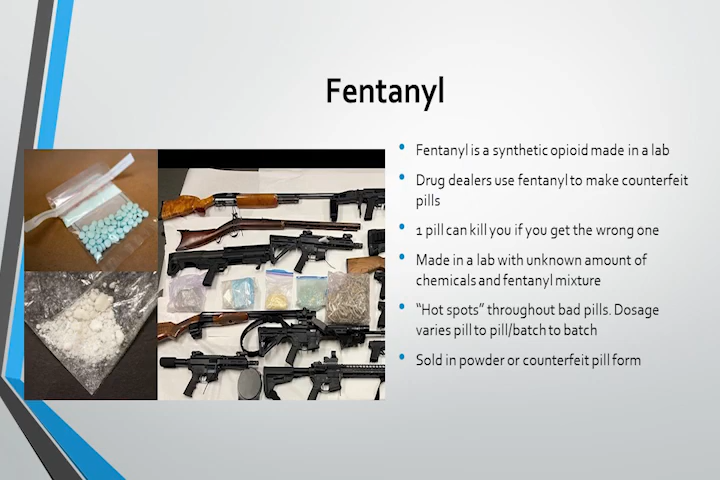 Fentanyl
Fentanyl is a synthetic opioid made in a lab
Drug dealers use fentanyl to make counterfeit
pills
1 pill can kill you if you get the wrong one
Made in a lab with unknown amount of
chemicals and fentanyl mixture
“Hot spots” throughout bad pills. Dosage
varies pill to pill/batch to batch
Sold in powder or counterfeit pill form